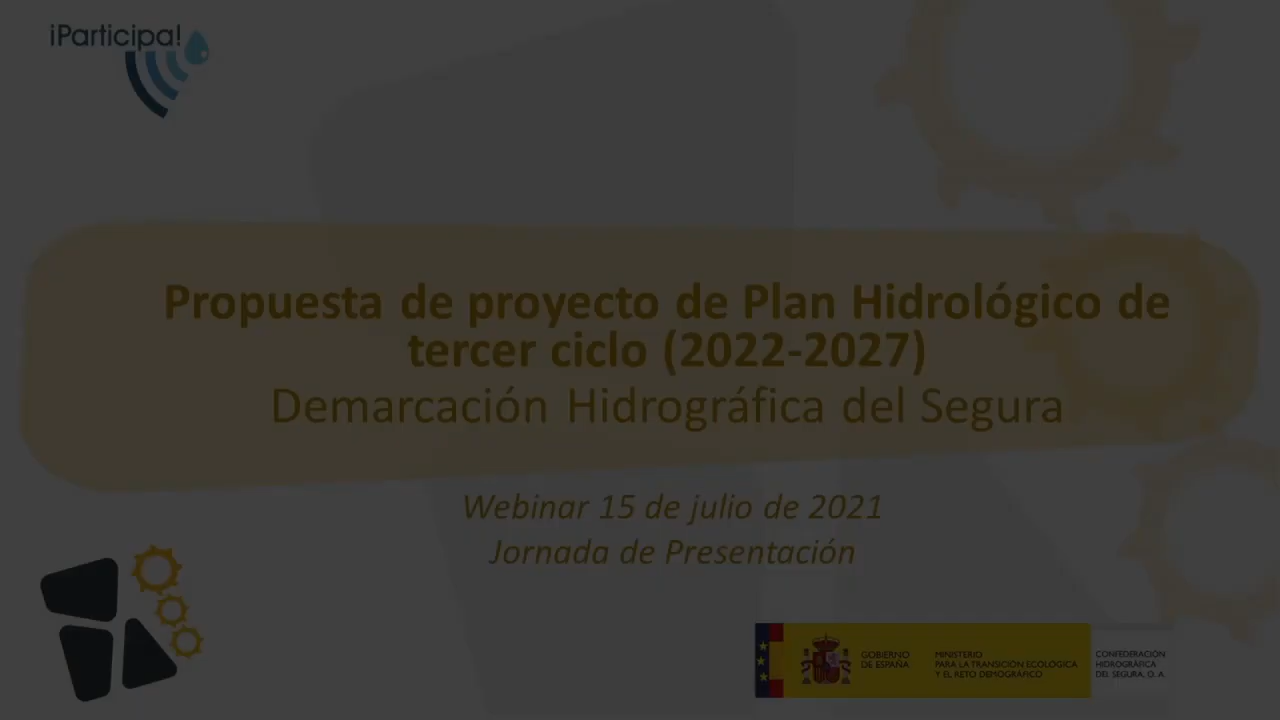 ¡Participa!
Propuesta de proyecto de Plan Hidrológico de
tercer ciclo (2022-2027)
Demarcación Hidrográfica del Segura
Webinar 15 de julio de 2021
Jornada de Presentación
GOBIERNO
DE ESPAÑA
MINISTERIO
PARA LA TRANSICIÓN ECOLÓGICA
Y EL RETO DEMOGRÁFICO
CONFEDERACIÓN
HIDROGRÁFICA
DEL SEGURA, O. A.